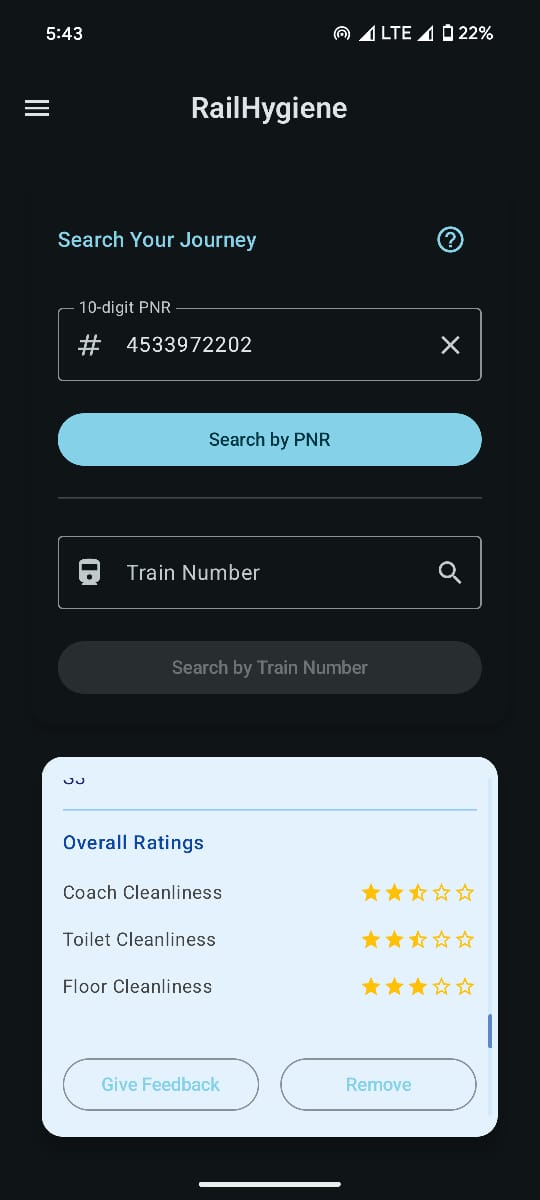 5:43
LTE 22%
RailHygiene
Search Your Journey
10-digit PNR
# 4533972202
Search by PNR
Train Number
Search by Train Number
Overall Ratings
Coach Cleanliness
Toilet Cleanliness
Floor Cleanliness
Give Feedback Remove